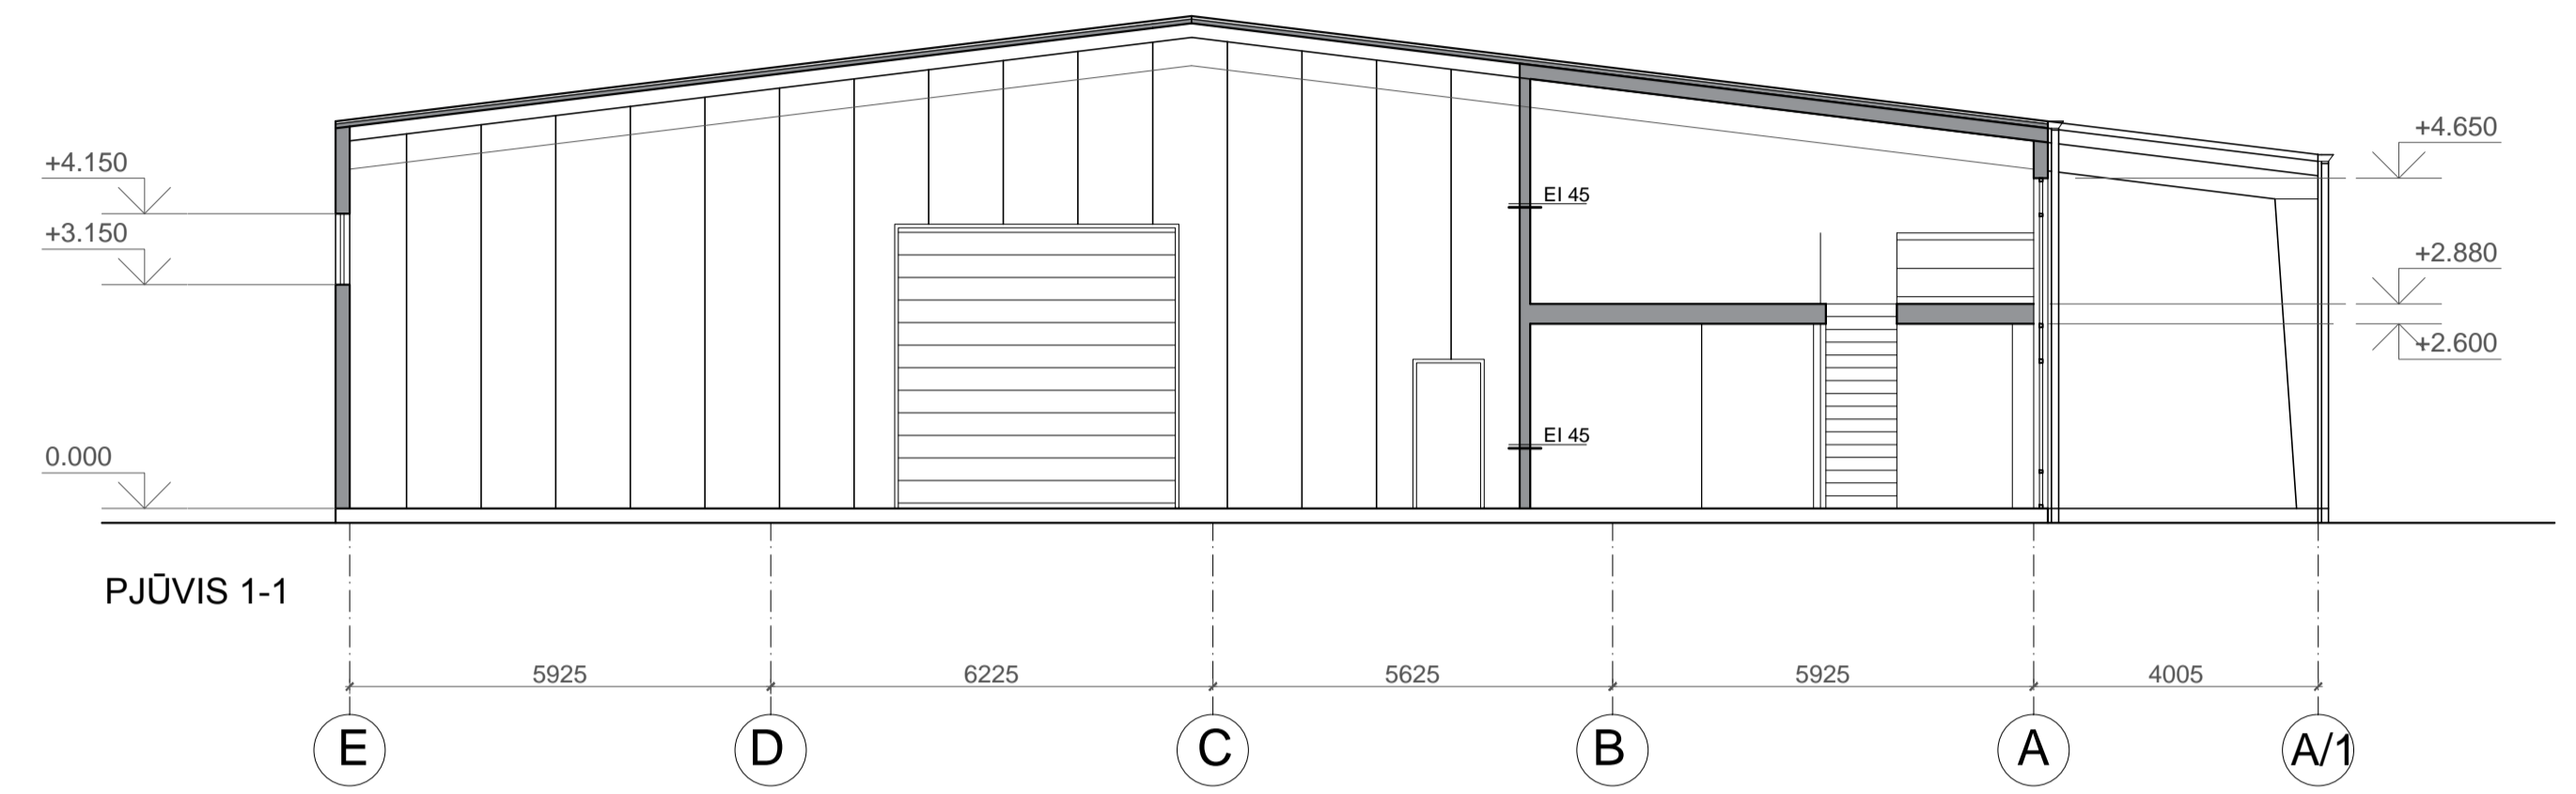 +4.150
+3.150
0.000
EI 45
EI 45
+4.650
+2.880
+2.600
PJŪVIS 1-1
5925
6225
5625
5925
4005
E
D
C
B
A
A/1